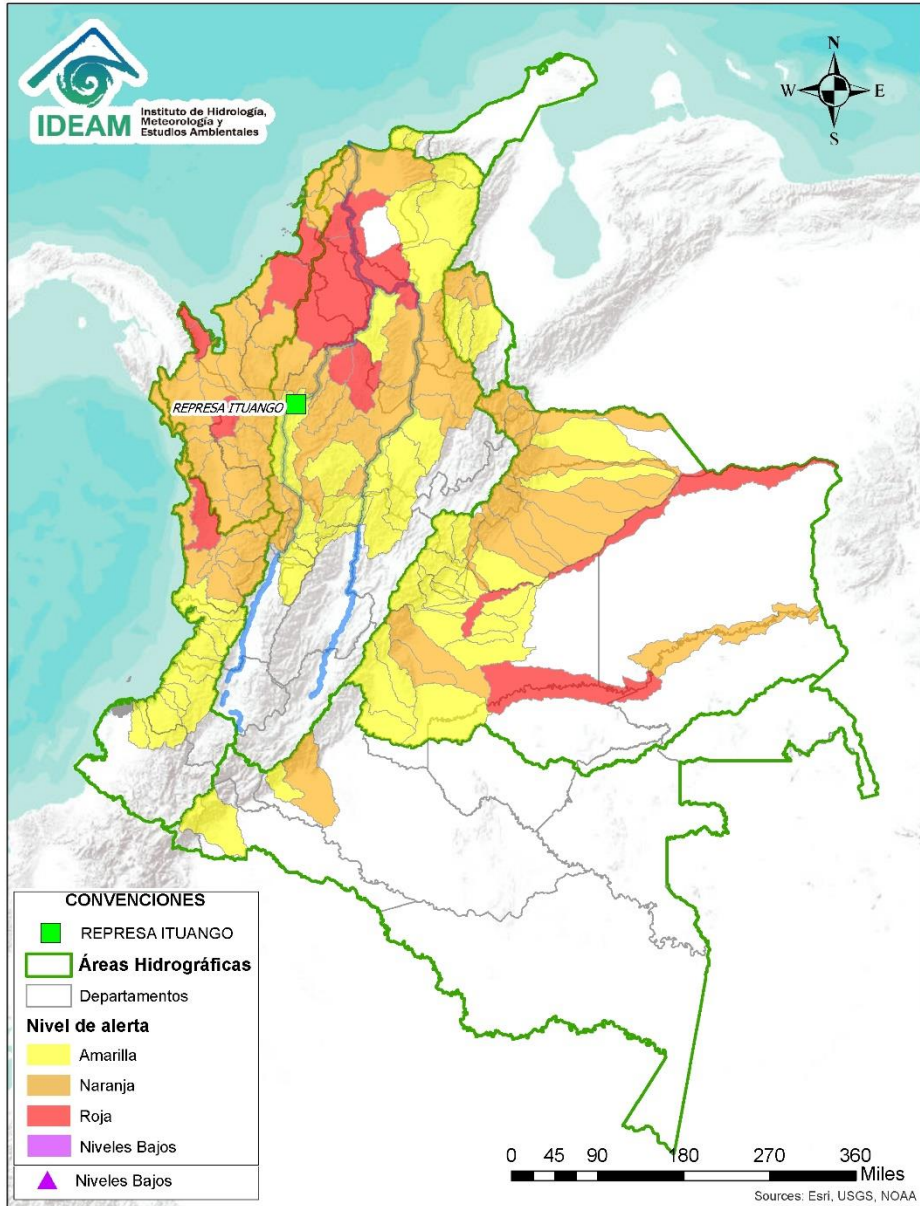 IDEAM
Instituto de Hidrología,
Meteorología y
Estudios Ambientales
N
W
E
S
REPRESA ITUANGO
CONVENCIONES
REPRESA ITUANGO
Áreas Hidrográficas
Departamentos
Nivel de alerta
Amarilla
Naranja
Roja
Niveles Bajos
Niveles Bajos
0 45 90 180 270 360
Miles
Sources: Esri, USGS, NOAA